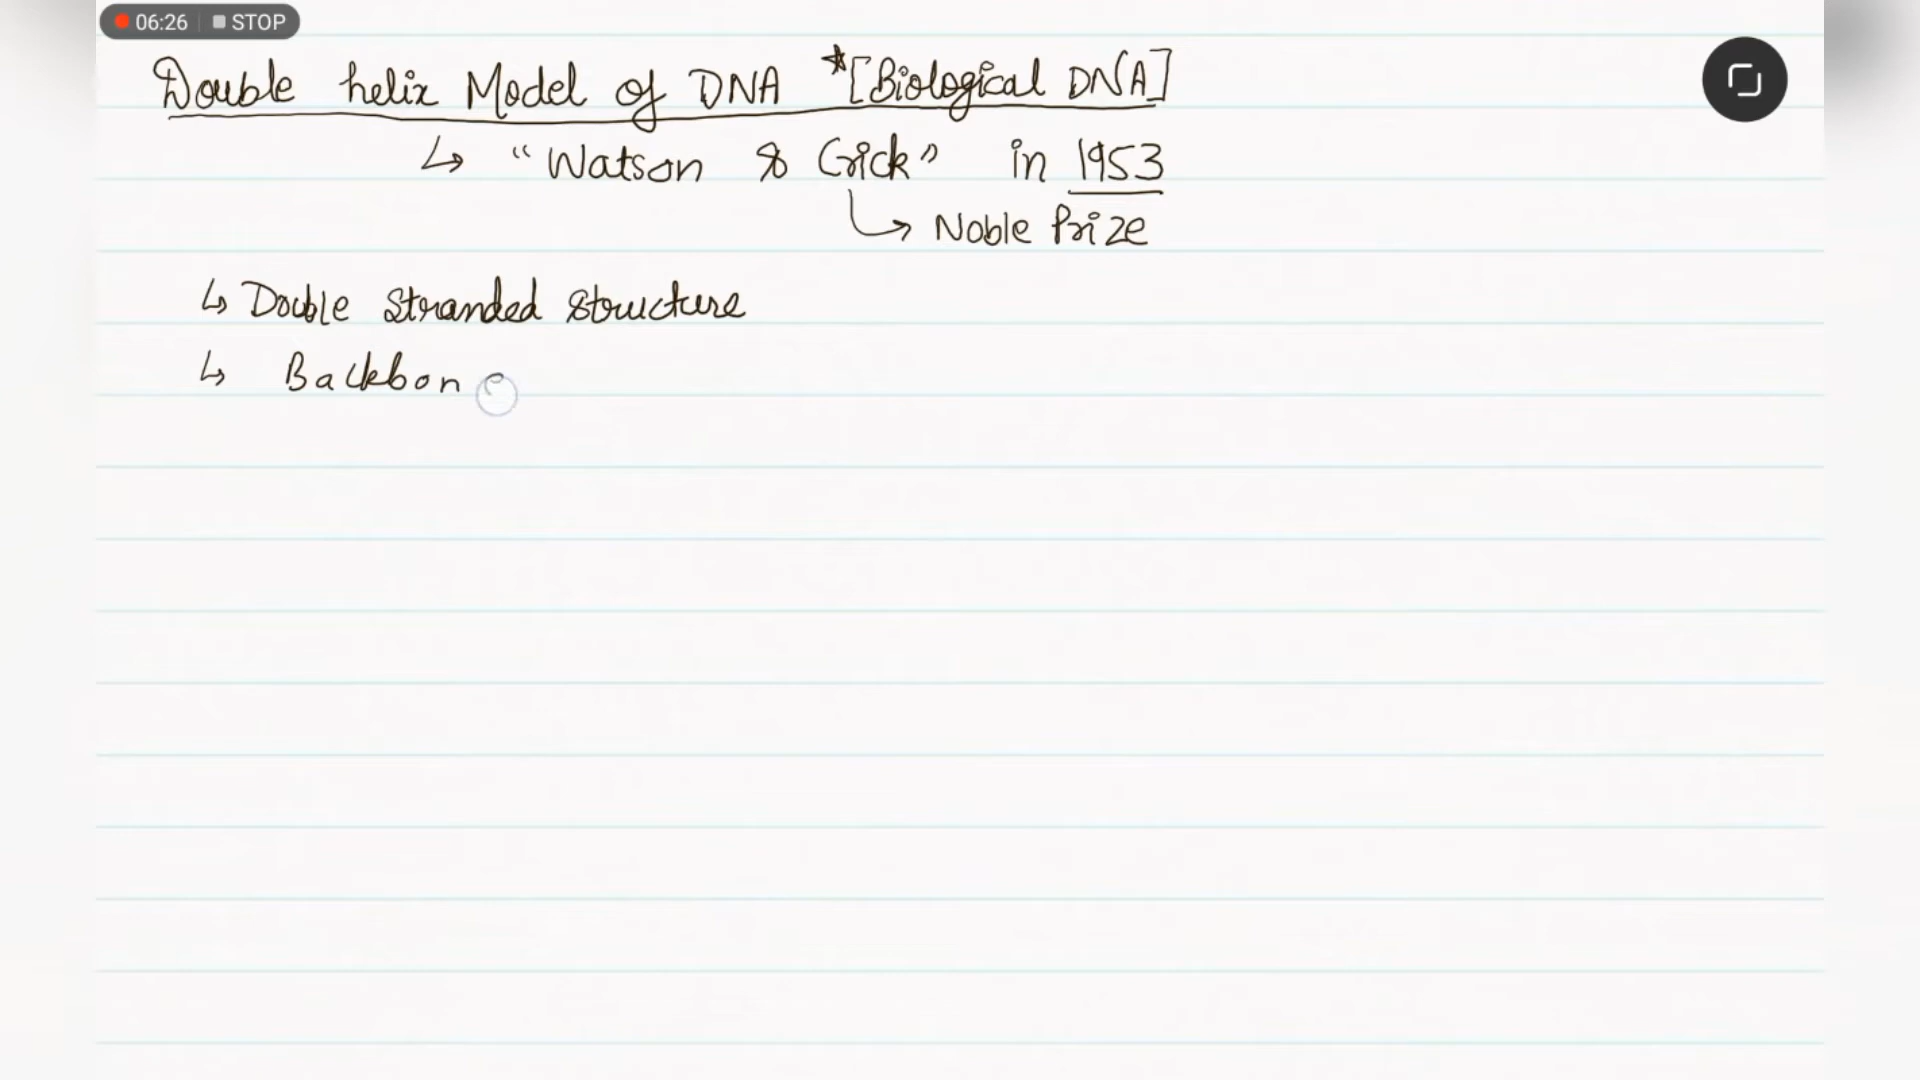 06:26 STOP
Double helix Model of DNA *[Biological DNA]
↳ "Watson & Crick" in 1953
↳ Noble Prize
↳ Double Stranded structure
↳ Backbone